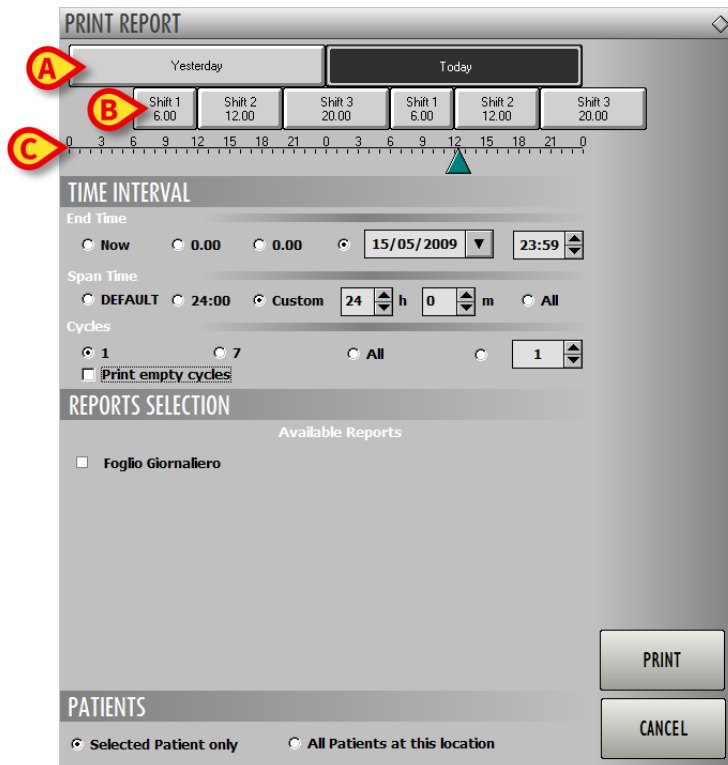 PRINT REPORT
A Yesterday Today
B Shift 1 Shift 2 Shift 3 Shift 1 Shift 2 Shift 3
6.00 12.00 20.00 6.00 12.00 20.00
C 0 3 6 9 12 15 18 21 0 3 6 9 12 15 18 21 0
TIME INTERVAL
End Time
Now 0.00 0.00 15/05/2009 23:59
Span Time
DEFAULT 24:00 Custom 24 h 0 m All
Cycles
1 7 All 1
Print empty cycles
REPORTS SELECTION
Available Reports
Foglio Giornaliero
PRINT
PATIENTS
CANCEL
Selected Patient only All Patients at this location